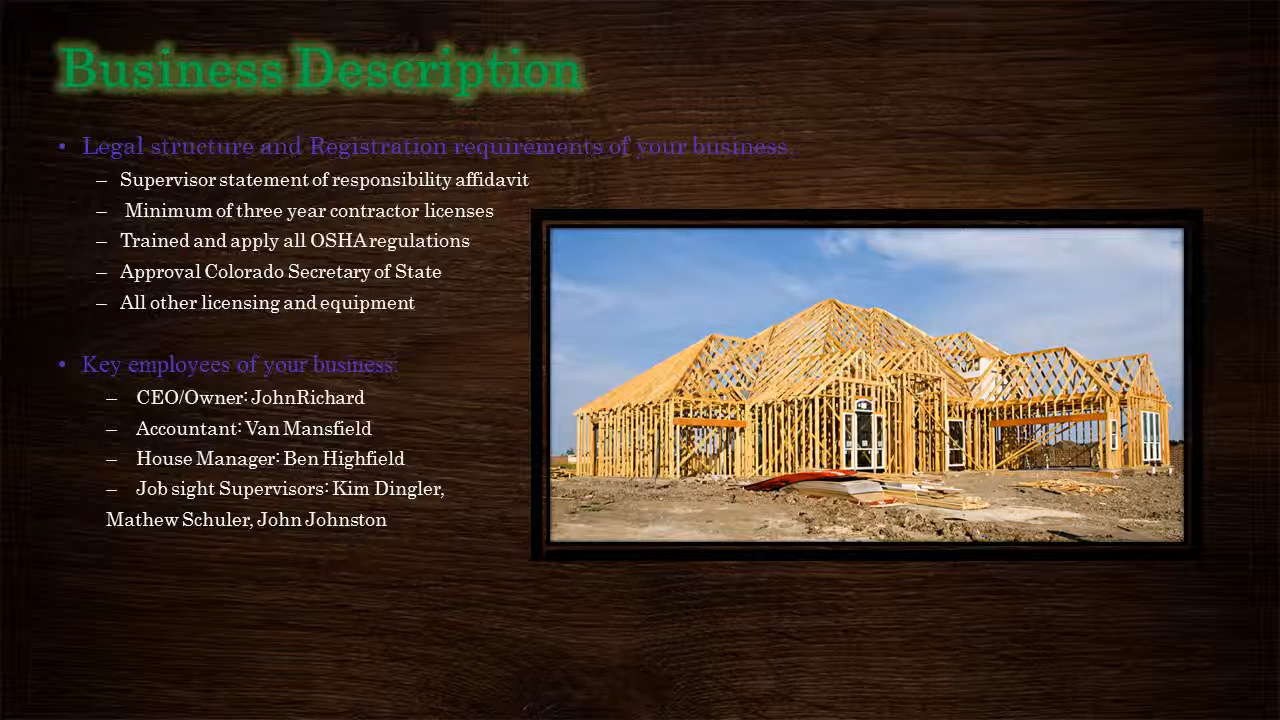 Business Description
• Legal structure and Registration requirements of your business.
– Supervisor statement of responsibility affidavit
– Minimum of three year contractor licenses
– Trained and apply all OSHA regulations
– Approval Colorado Secretary of State
– All other licensing and equipment
• Key employees of your business:
– CEO/Owner: JohnRichard
– Accountant: Van Mansfield
– House Manager: Ben Highfield
– Job sight Supervisors: Kim Dingler,
Mathew Schuler, John Johnston